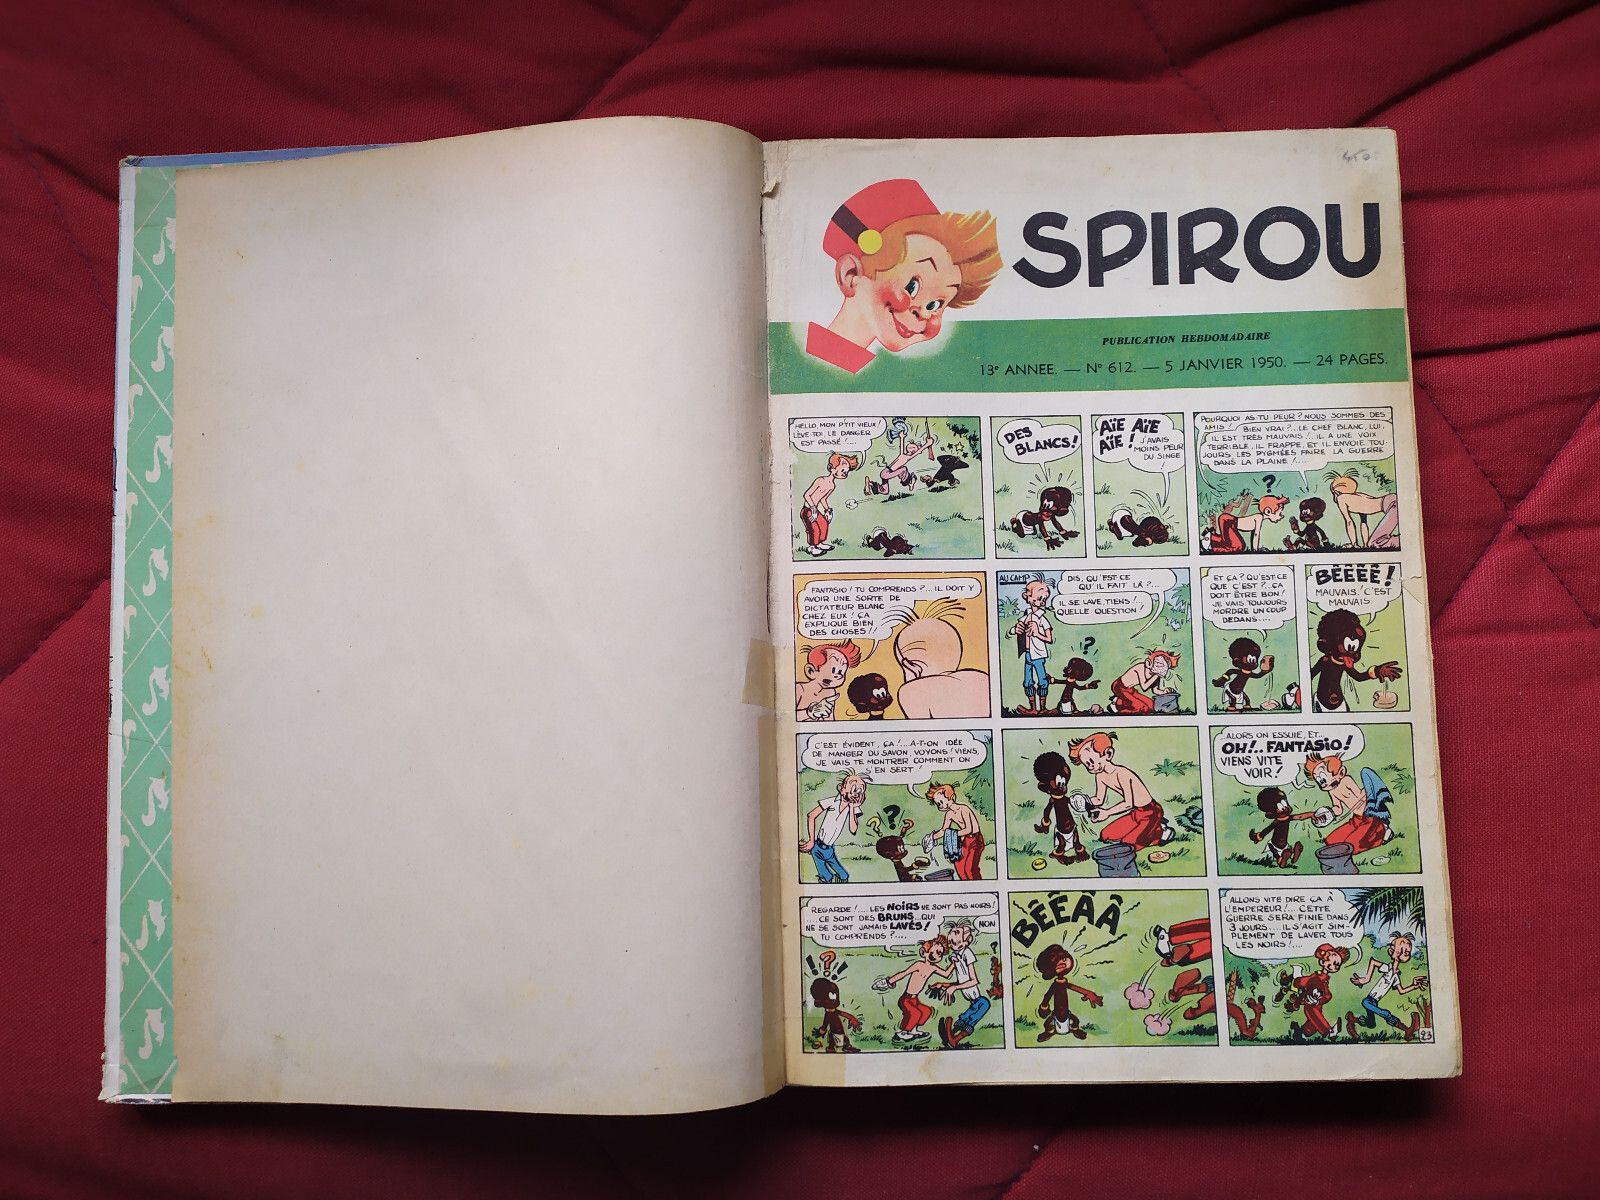 450
SPIROU
PUBLICATION HEBDOMADAIRE
13e ANNEE. — No 612. — 5 JANVIER 1950. — 24 PAGES.
HELLO, MON P'TIT VIEUX!
LÈVE-TOI, LE DANGER
EST PASSÉ!....
DES
BLANCS!
AÏE AÏE
AÏE!
J'AVAIS
MOINS PEUR
DU SINGE
!
POURQUOI AS-TU PEUR? NOUS SOMMES DES
AMIS!
BIEN VRAI?... LE CHEF BLANC, LUI,
IL EST TRÈS MAUVAIS!. IL A UNE VOIX
TERRIBLE, IL FRAPPE, ET IL ENVOIE TOU-
JOURS LES PYGMÉES FAIRE LA GUERRE
DANS LA PLAINE!....
?
FANTASIO! TU COMPRENDS?... IL DOIT Y
AVOIR UNE SORTE DE
DICTATEUR BLANC
CHEZ EUX! ÇA
EXPLIQUE BIEN
DES CHOSES!!
AU CAMP
DIS, QU'EST-CE
QU'IL FAIT LÀ?...
IL SE LAVE, TIENS!.
QUELLE QUESTION!
?
ET ÇA? QU'EST-CE
QUE C'EST?..ÇA
DOIT ÊTRE BON!
JE VAIS TOUJOURS
MORDRE UN COUP
DEDANS....
BÊÊÊÊ!
MAUVAIS! C'EST
MAUVAIS
C'EST ÉVIDENT, ÇA!....A-T-ON IDÉE
DE MANGER DU SAVON, VOYONS! VIENS,
JE VAIS TE MONTRER COMMENT ON
S'EN SERT!
? ? ?
...ALORS ON ESSUIE, ET...
OH!.. FANTASIO!
VIENS VITE
VOIR!
REGARDE!....LES NOIRS NE SONT PAS NOIRS!
....CE SONT DES BRUNS...QUI
NE SE SONT JAMAIS LAVÉS!
TU COMPRENDS?....
NON
?
! ? !
BÊÊAÂÂ
ALLONS VITE DIRE ÇA À
L'EMPEREUR!.... CETTE
GUERRE SERA FINIE DANS
3 JOURS.... IL S'AGIT SIM-
PLEMENT DE LAVER TOUS
LES NOIRS!....
23